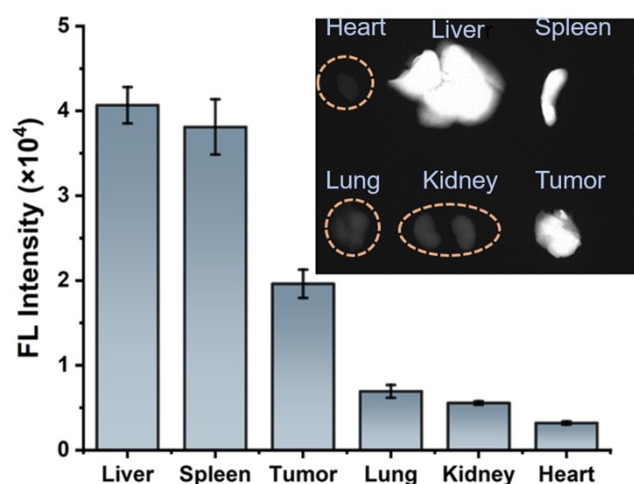 FL Intensity (×10⁴)
5
4
3
2
1
0
Heart Liver Spleen
Lung Kidney Tumor
Liver Spleen Tumor Lung Kidney Heart